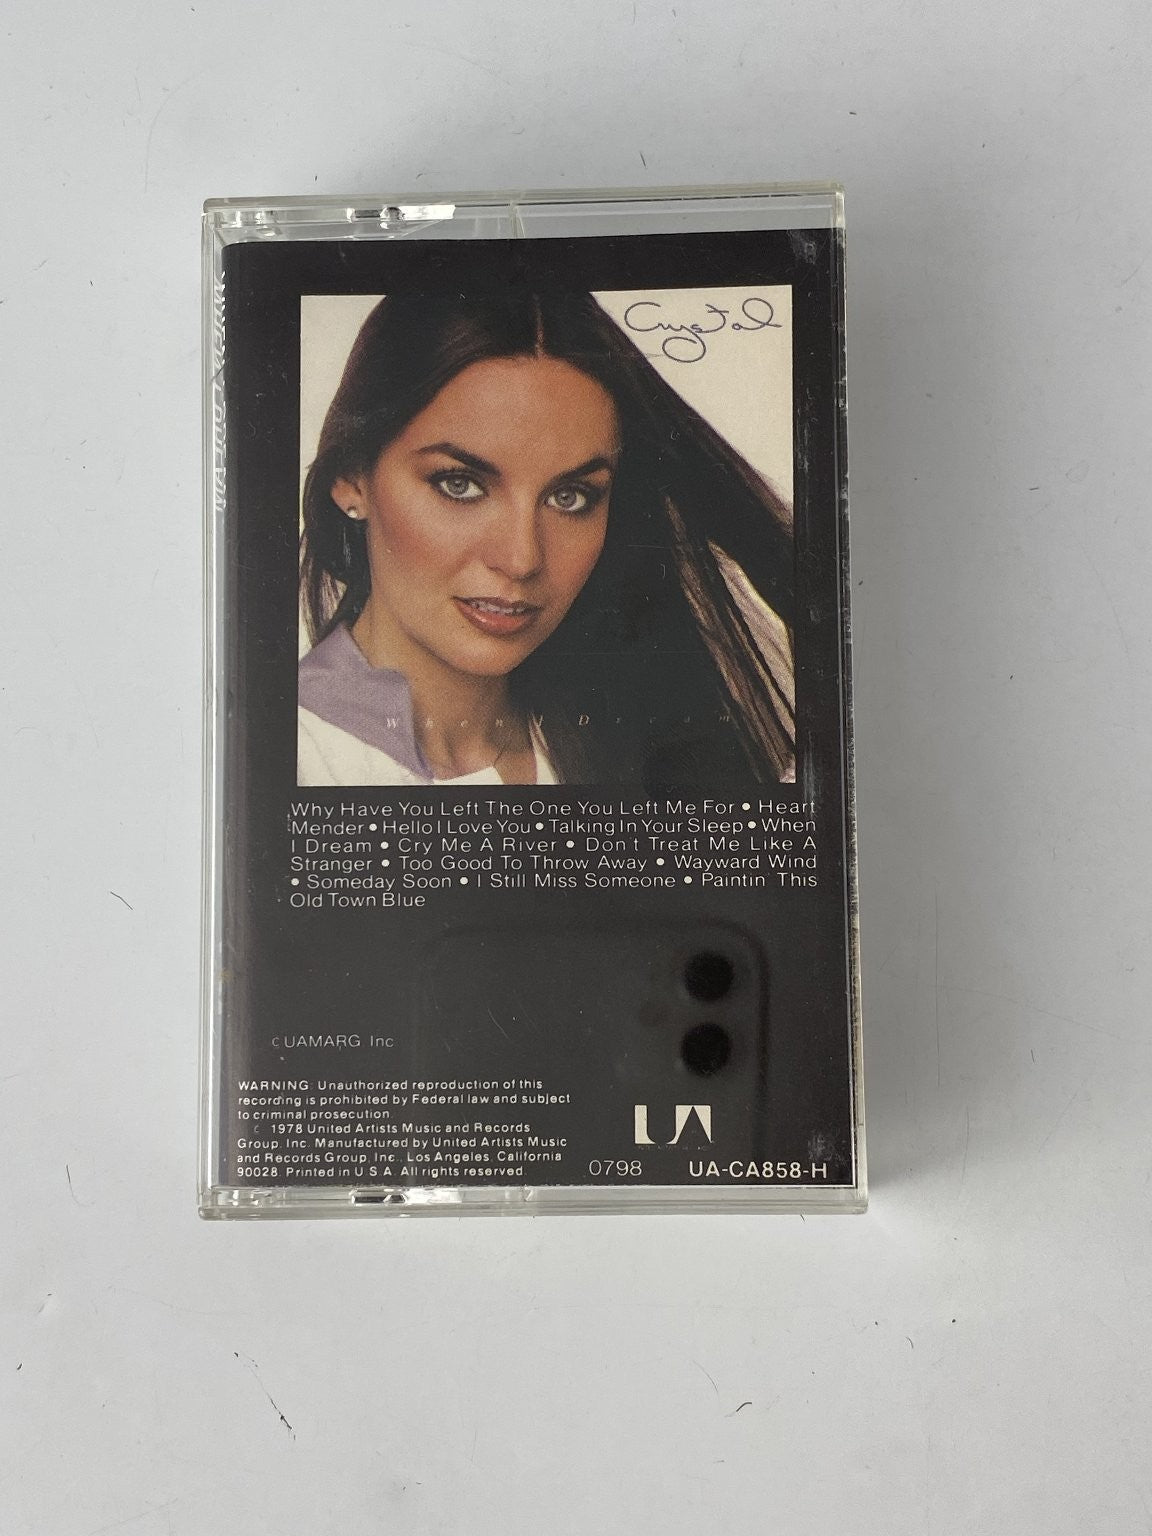 Crystal
WHEN I DREAM
When I Dream
Why Have You Left The One You Left Me For • Heart
Mender • Hello I Love You • Talking In Your Sleep • When
I Dream • Cry Me A River • Don't Treat Me Like A
Stranger • Too Good To Throw Away • Wayward Wind
• Someday Soon • I Still Miss Someone • Paintin' This
Old Town Blue
c UAMARG Inc
WARNING: Unauthorized reproduction of this
recording is prohibited by Federal law and subject
to criminal prosecution.
c 1978 United Artists Music and Records
Group, Inc. Manufactured by United Artists Music
and Records Group, Inc., Los Angeles, California
90028. Printed in U.S.A. All rights reserved.
UA
0798 UA-CA858-H